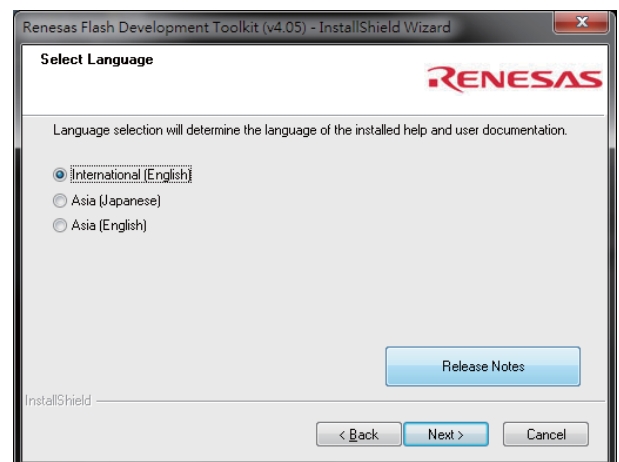 Renesas Flash Development Toolkit (v4.05) - InstallShield Wizard
Select Language
RENESAS
Language selection will determine the language of the installed help and user documentation.
International (English)
Asia (Japanese)
Asia (English)
Release Notes
InstallShield
< Back Next > Cancel